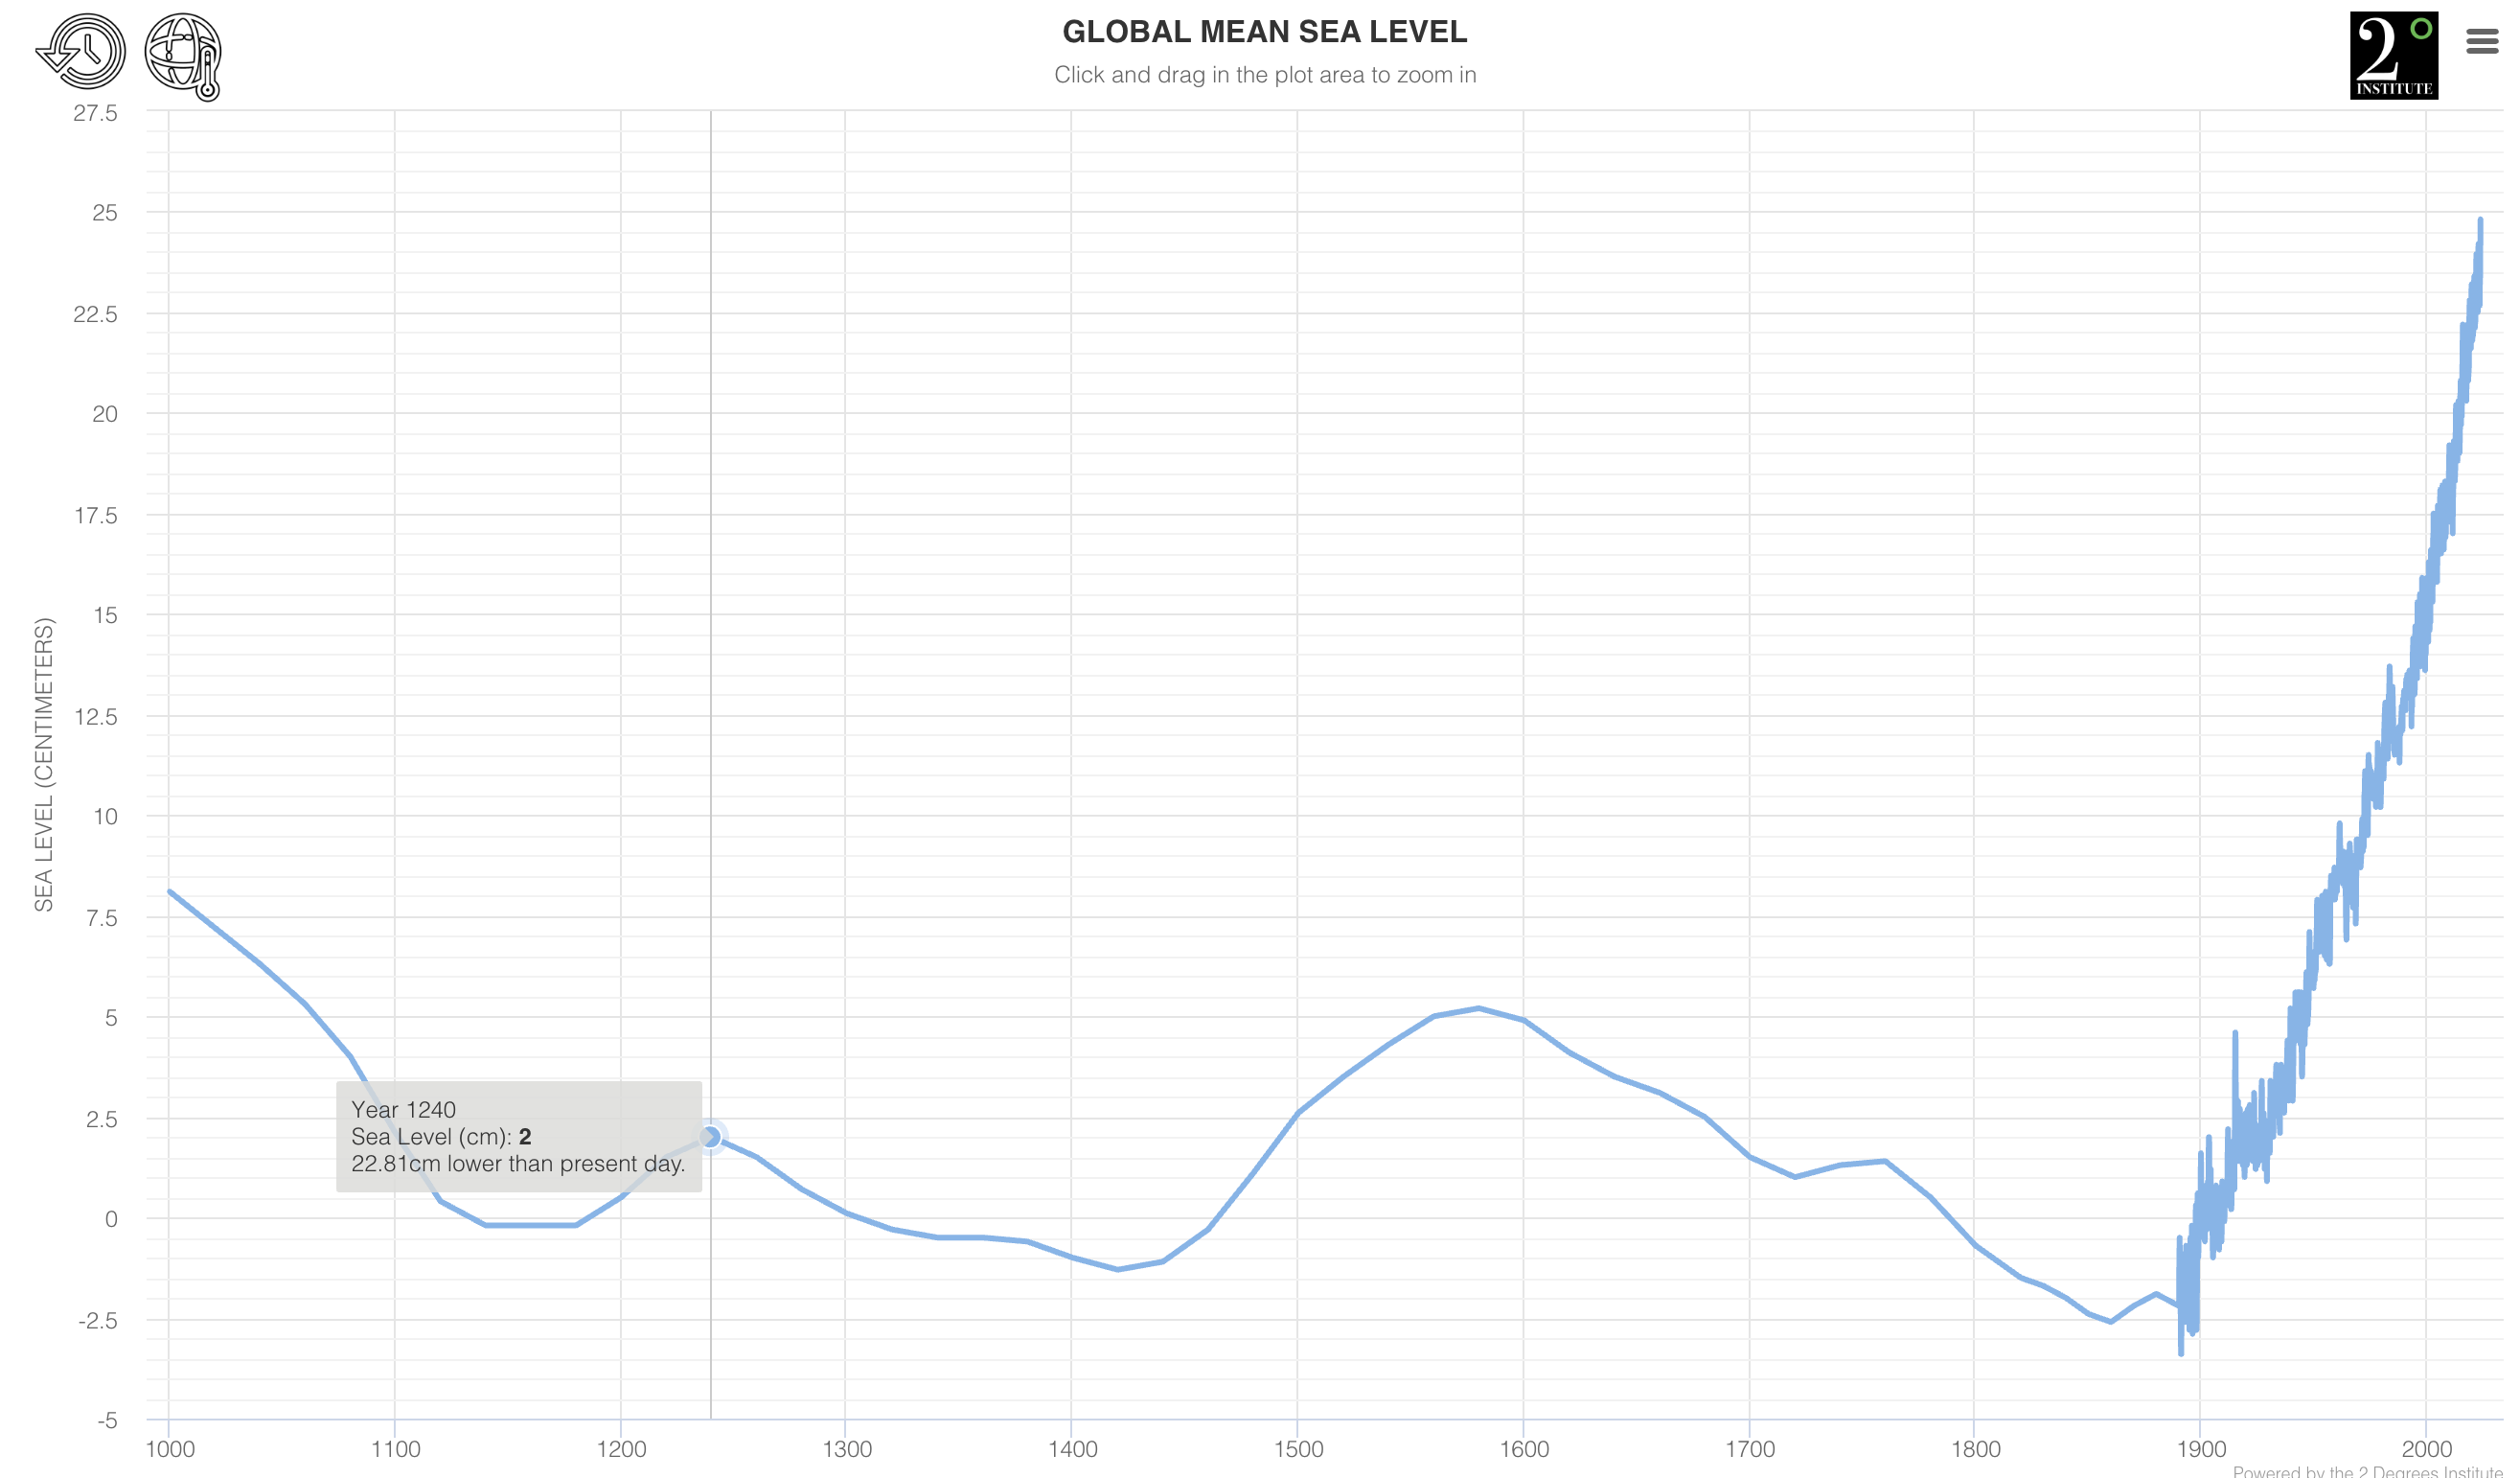 GLOBAL MEAN SEA LEVEL
Click and drag in the plot area to zoom in
2°
INSTITUTE
SEA LEVEL (CENTIMETERS)
27.5
25
22.5
20
17.5
15
12.5
10
7.5
5
2.5
0
-2.5
-5
Year 1240
Sea Level (cm): 2
22.81cm lower than present day.
1000 1100 1200 1300 1400 1500 1600 1700 1800 1900 2000
Powered by the 2 Degrees Institute